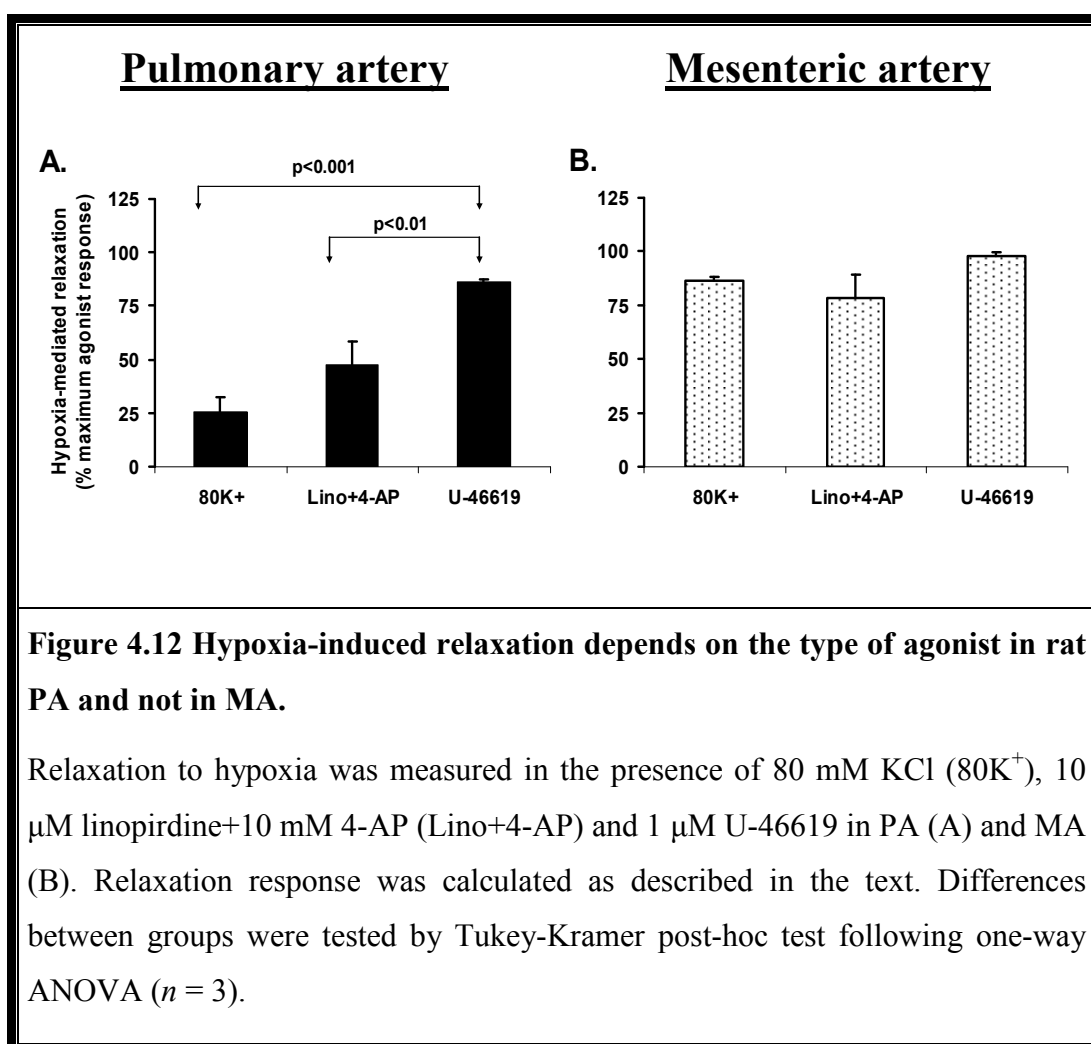 Pulmonary artery
Mesenteric artery
A.
p<0.001
p<0.01
Hypoxia-mediated relaxation
(% maximum agonist response)
125
100
75
50
25
0
80K+ Lino+4-AP U-46619
B.
125
100
75
50
25
0
80K+ Lino+4-AP U-46619
Figure 4.12 Hypoxia-induced relaxation depends on the type of agonist in rat
PA and not in MA.
Relaxation to hypoxia was measured in the presence of 80 mM KCl (80K⁺), 10
μM linopirdine+10 mM 4-AP (Lino+4-AP) and 1 μM U-46619 in PA (A) and MA
(B). Relaxation response was calculated as described in the text. Differences
between groups were tested by Tukey-Kramer post-hoc test following one-way
ANOVA (n = 3).